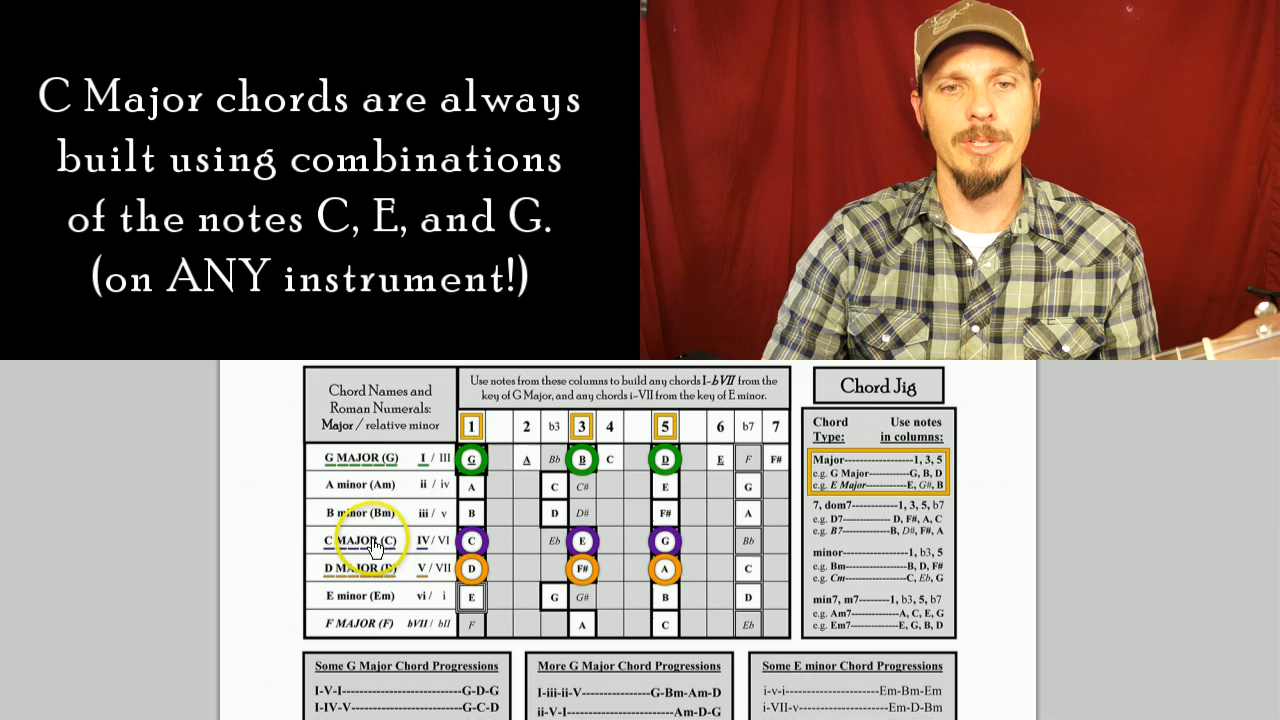 C Major chords are always
built using combinations
of the notes C, E, and G.
(on ANY instrument!)
Chord Names and
Roman Numerals:
Major / relative minor
Use notes from these columns to build any chords I-bVII from the
key of G Major, and any chords i-VII from the key of E minor.
1 2 b3 3 4 5 6 b7 7
G MAJOR (G) I / III G A Bb B C D E F F#
A minor (Am) ii / iv A C C# E G
B minor (Bm) iii / v B D D# F# A
C MAJOR (C) IV / VI C Eb E G Bb
D MAJOR (D) V / VII D F# A C
E minor (Em) vi / i E G G# B D
F MAJOR (F) bVII / bII F A C Eb
Chord Jig
Chord Use notes
Type: in columns:
Major-------------------1, 3, 5
e.g. G Major-----------G, B, D
e.g. E Major-----------E, G#, B
7, dom7-----------1, 3, 5, b7
e.g. D7---------- D, F#, A, C
e.g. B7-----------B, D#, F#, A
minor-----------------1, b3, 5
e.g. Bm---------------B, D, F#
e.g. Cm---------------C, Eb, G
min7, m7--------1, b3, 5, b7
e.g. Am7------------A, C, E, G
e.g. Em7------------E, G, B, D
Some G Major Chord Progressions
I-V-I--------------------------G-D-G
I-IV-V------------------------G-C-D
More G Major Chord Progressions
I-iii-ii-V---------------G-Bm-Am-D
ii-V-I----------------------Am-D-G
Some E minor Chord Progressions
i-v-i----------------------Em-Bm-Em
i-VII-v---------------------Em-D-Bm